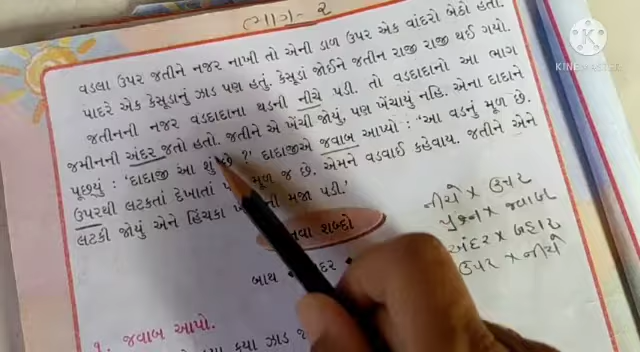 ભાગ-૨
વડલા ઉપર જતીને નજર નાખી તો એની ડાળ ઉપર એક વાંદરો બેઠો હતો.
પાદરે એક કેસૂડાનું ઝાડ પણ હતું. કેસૂડાં જોઈને જતીન રાજી રાજી થઈ ગયો.
જતીનની નજર વડદાદાના થડની નીચે પડી. તો વડદાદાનો આ ભાગ
જમીનની અંદર જતો હતો. જતીને એ ખેંચી જોયું, પણ ખેંચાયું નહિ. એના દાદાને
પૂછ્યું : 'દાદાજી આ શું છે ?' દાદાજીએ જવાબ આપ્યો : 'આ વડનું મૂળ છે.
ઉપરથી લટકતાં દેખાતાં મૂળ જ છે. એમને વડવાઈ કહેવાય. જતીને એને
લટકી જોયું એને હિંચકા મજા પડી.'
શબ્દો
બાથ
નીચે × ઉપર
પ્રશ્ન × જવાબ
અંદર × બહાર
ઉપર × નીચે
૧. જવાબ આપો.
કયા ઝાડ
KINEMASTER